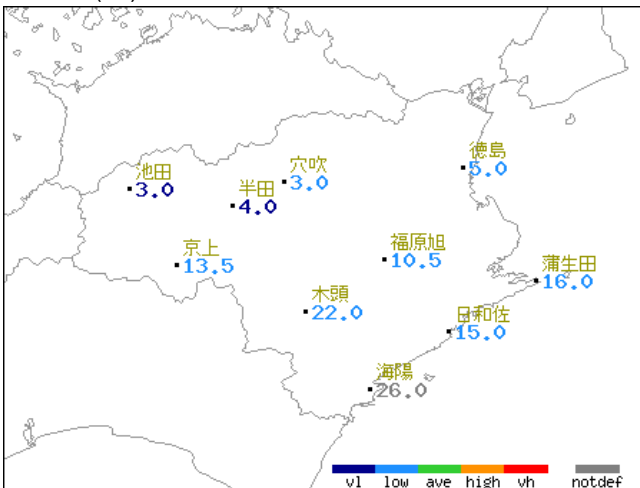 徳島
5.0
穴吹
3.0
池田
3.0
半田
4.0
京上
13.5
福原旭
10.5
蒲生田
16.0
木頭
22.0
日和佐
15.0
海陽
26.0
vl low ave high vh notdef